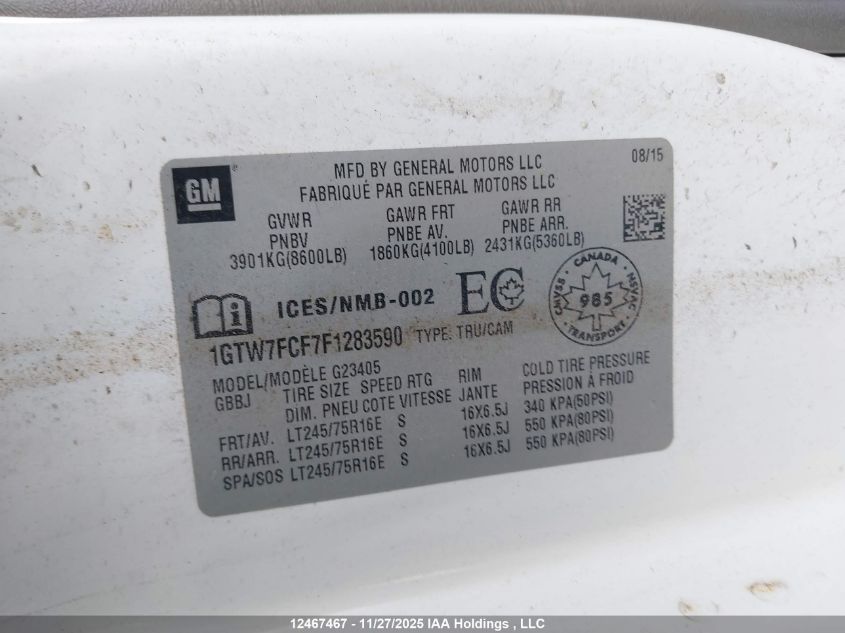 GM
MFD BY GENERAL MOTORS LLC
08/15
FABRIQUÉ PAR GENERAL MOTORS LLC
GVWR GAWR FRT GAWR RR
PNBV PNBE AV. PNBE ARR.
3901KG(8600LB) 1860KG(4100LB) 2431KG(5360LB)
ICES/NMB-002 EC
CANADA
CMVSS 985 NSVAC
TRANSPORT
1GTW7FCF7F1283590 TYPE: TRU/CAM
MODEL/MODÈLE G23405
GBBJ TIRE SIZE SPEED RTG RIM COLD TIRE PRESSURE
DIM. PNEU COTE VITESSE JANTE PRESSION À FROID
FRT/AV. LT245/75R16E S 16X6.5J 340 KPA(50PSI)
RR/ARR. LT245/75R16E S 16X6.5J 550 KPA(80PSI)
SPA/SOS LT245/75R16E S 16X6.5J 550 KPA(80PSI)
12467467 - 11/27/2025 IAA Holdings , LLC